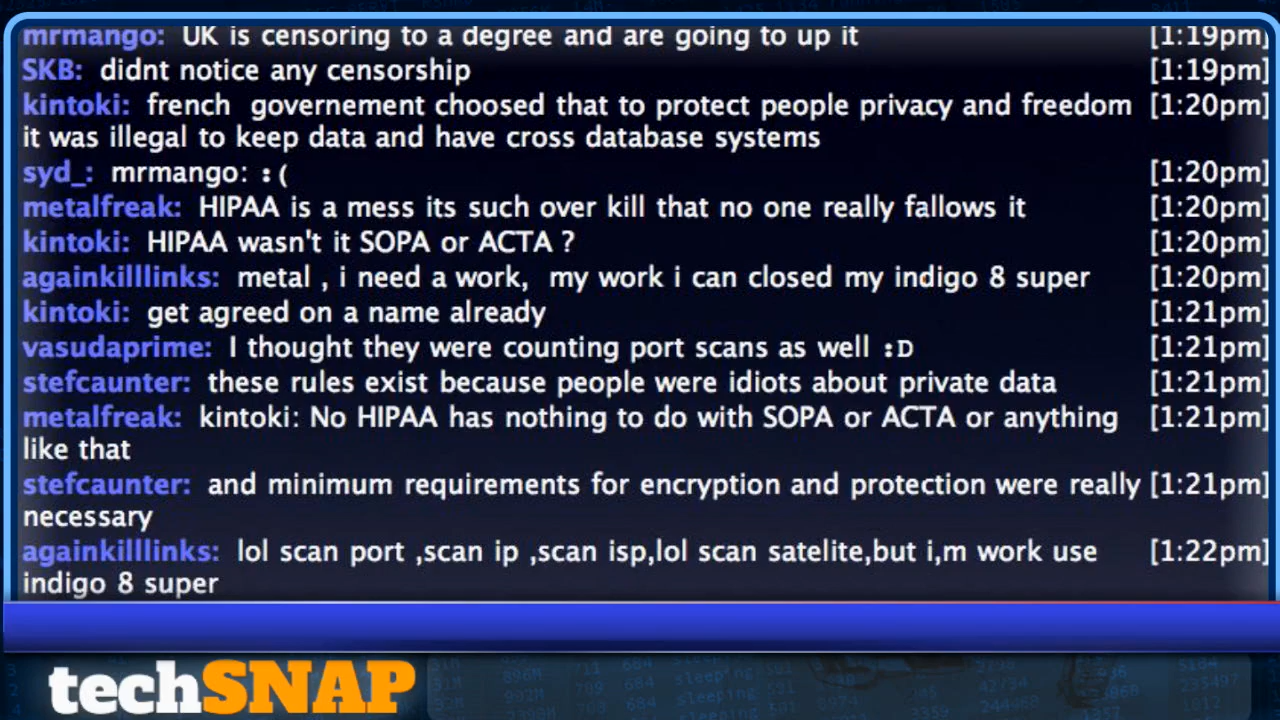 mrmango: UK is censoring to a degree and are going to up it [1:19pm]
SKB: didnt notice any censorship [1:19pm]
kintoki: french governement choosed that to protect people privacy and freedom [1:20pm]
it was illegal to keep data and have cross database systems
syd_: mrmango: :( [1:20pm]
metalfreak: HIPAA is a mess its such over kill that no one really fallows it [1:20pm]
kintoki: HIPAA wasn't it SOPA or ACTA ? [1:20pm]
againkilllinks: metal , i need a work, my work i can closed my indigo 8 super [1:20pm]
kintoki: get agreed on a name already [1:21pm]
vasudaprime: I thought they were counting port scans as well :D [1:21pm]
stefcaunter: these rules exist because people were idiots about private data [1:21pm]
metalfreak: kintoki: No HIPAA has nothing to do with SOPA or ACTA or anything [1:21pm]
like that
stefcaunter: and minimum requirements for encryption and protection were really [1:21pm]
necessary
againkilllinks: lol scan port ,scan ip ,scan isp,lol scan satelite,but i,m work use [1:22pm]
indigo 8 super
techSNAP